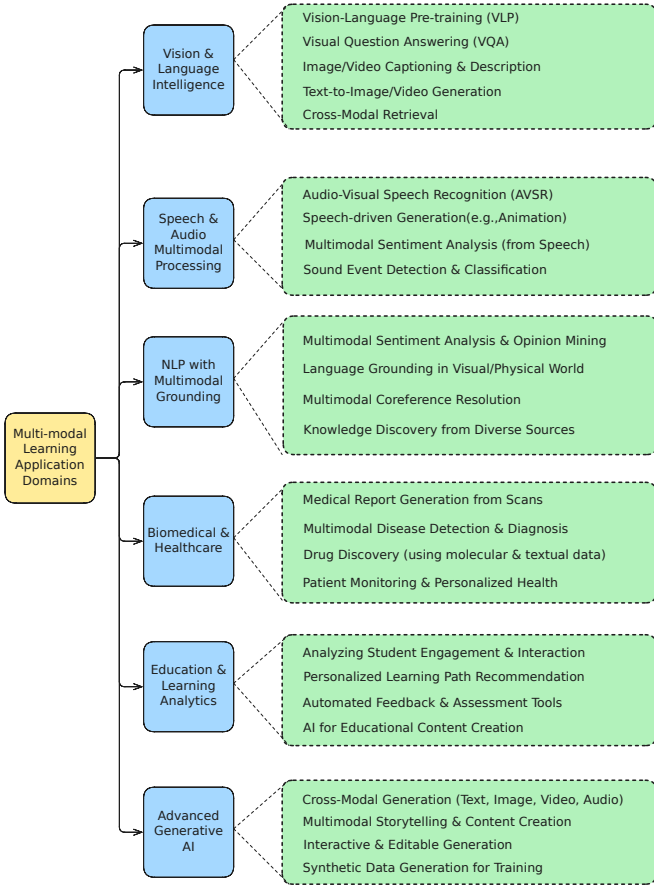 Multi-modal
Learning
Application
Domains
Vision &
Language
Intelligence
Vision-Language Pre-training (VLP)
Visual Question Answering (VQA)
Image/Video Captioning & Description
Text-to-Image/Video Generation
Cross-Modal Retrieval
Speech &
Audio
Multimodal
Processing
Audio-Visual Speech Recognition (AVSR)
Speech-driven Generation(e.g.,Animation)
Multimodal Sentiment Analysis (from Speech)
Sound Event Detection & Classification
NLP with
Multimodal
Grounding
Multimodal Sentiment Analysis & Opinion Mining
Language Grounding in Visual/Physical World
Multimodal Coreference Resolution
Knowledge Discovery from Diverse Sources
Biomedical &
Healthcare
Medical Report Generation from Scans
Multimodal Disease Detection & Diagnosis
Drug Discovery (using molecular & textual data)
Patient Monitoring & Personalized Health
Education &
Learning
Analytics
Analyzing Student Engagement & Interaction
Personalized Learning Path Recommendation
Automated Feedback & Assessment Tools
AI for Educational Content Creation
Advanced
Generative
AI
Cross-Modal Generation (Text, Image, Video, Audio)
Multimodal Storytelling & Content Creation
Interactive & Editable Generation
Synthetic Data Generation for Training